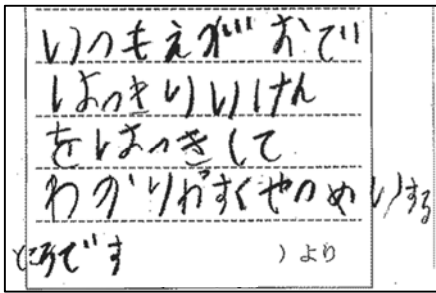 いつもえがおで
はっきりいけん
をはっきして
わかりやすくせつめいする
ところです
）より